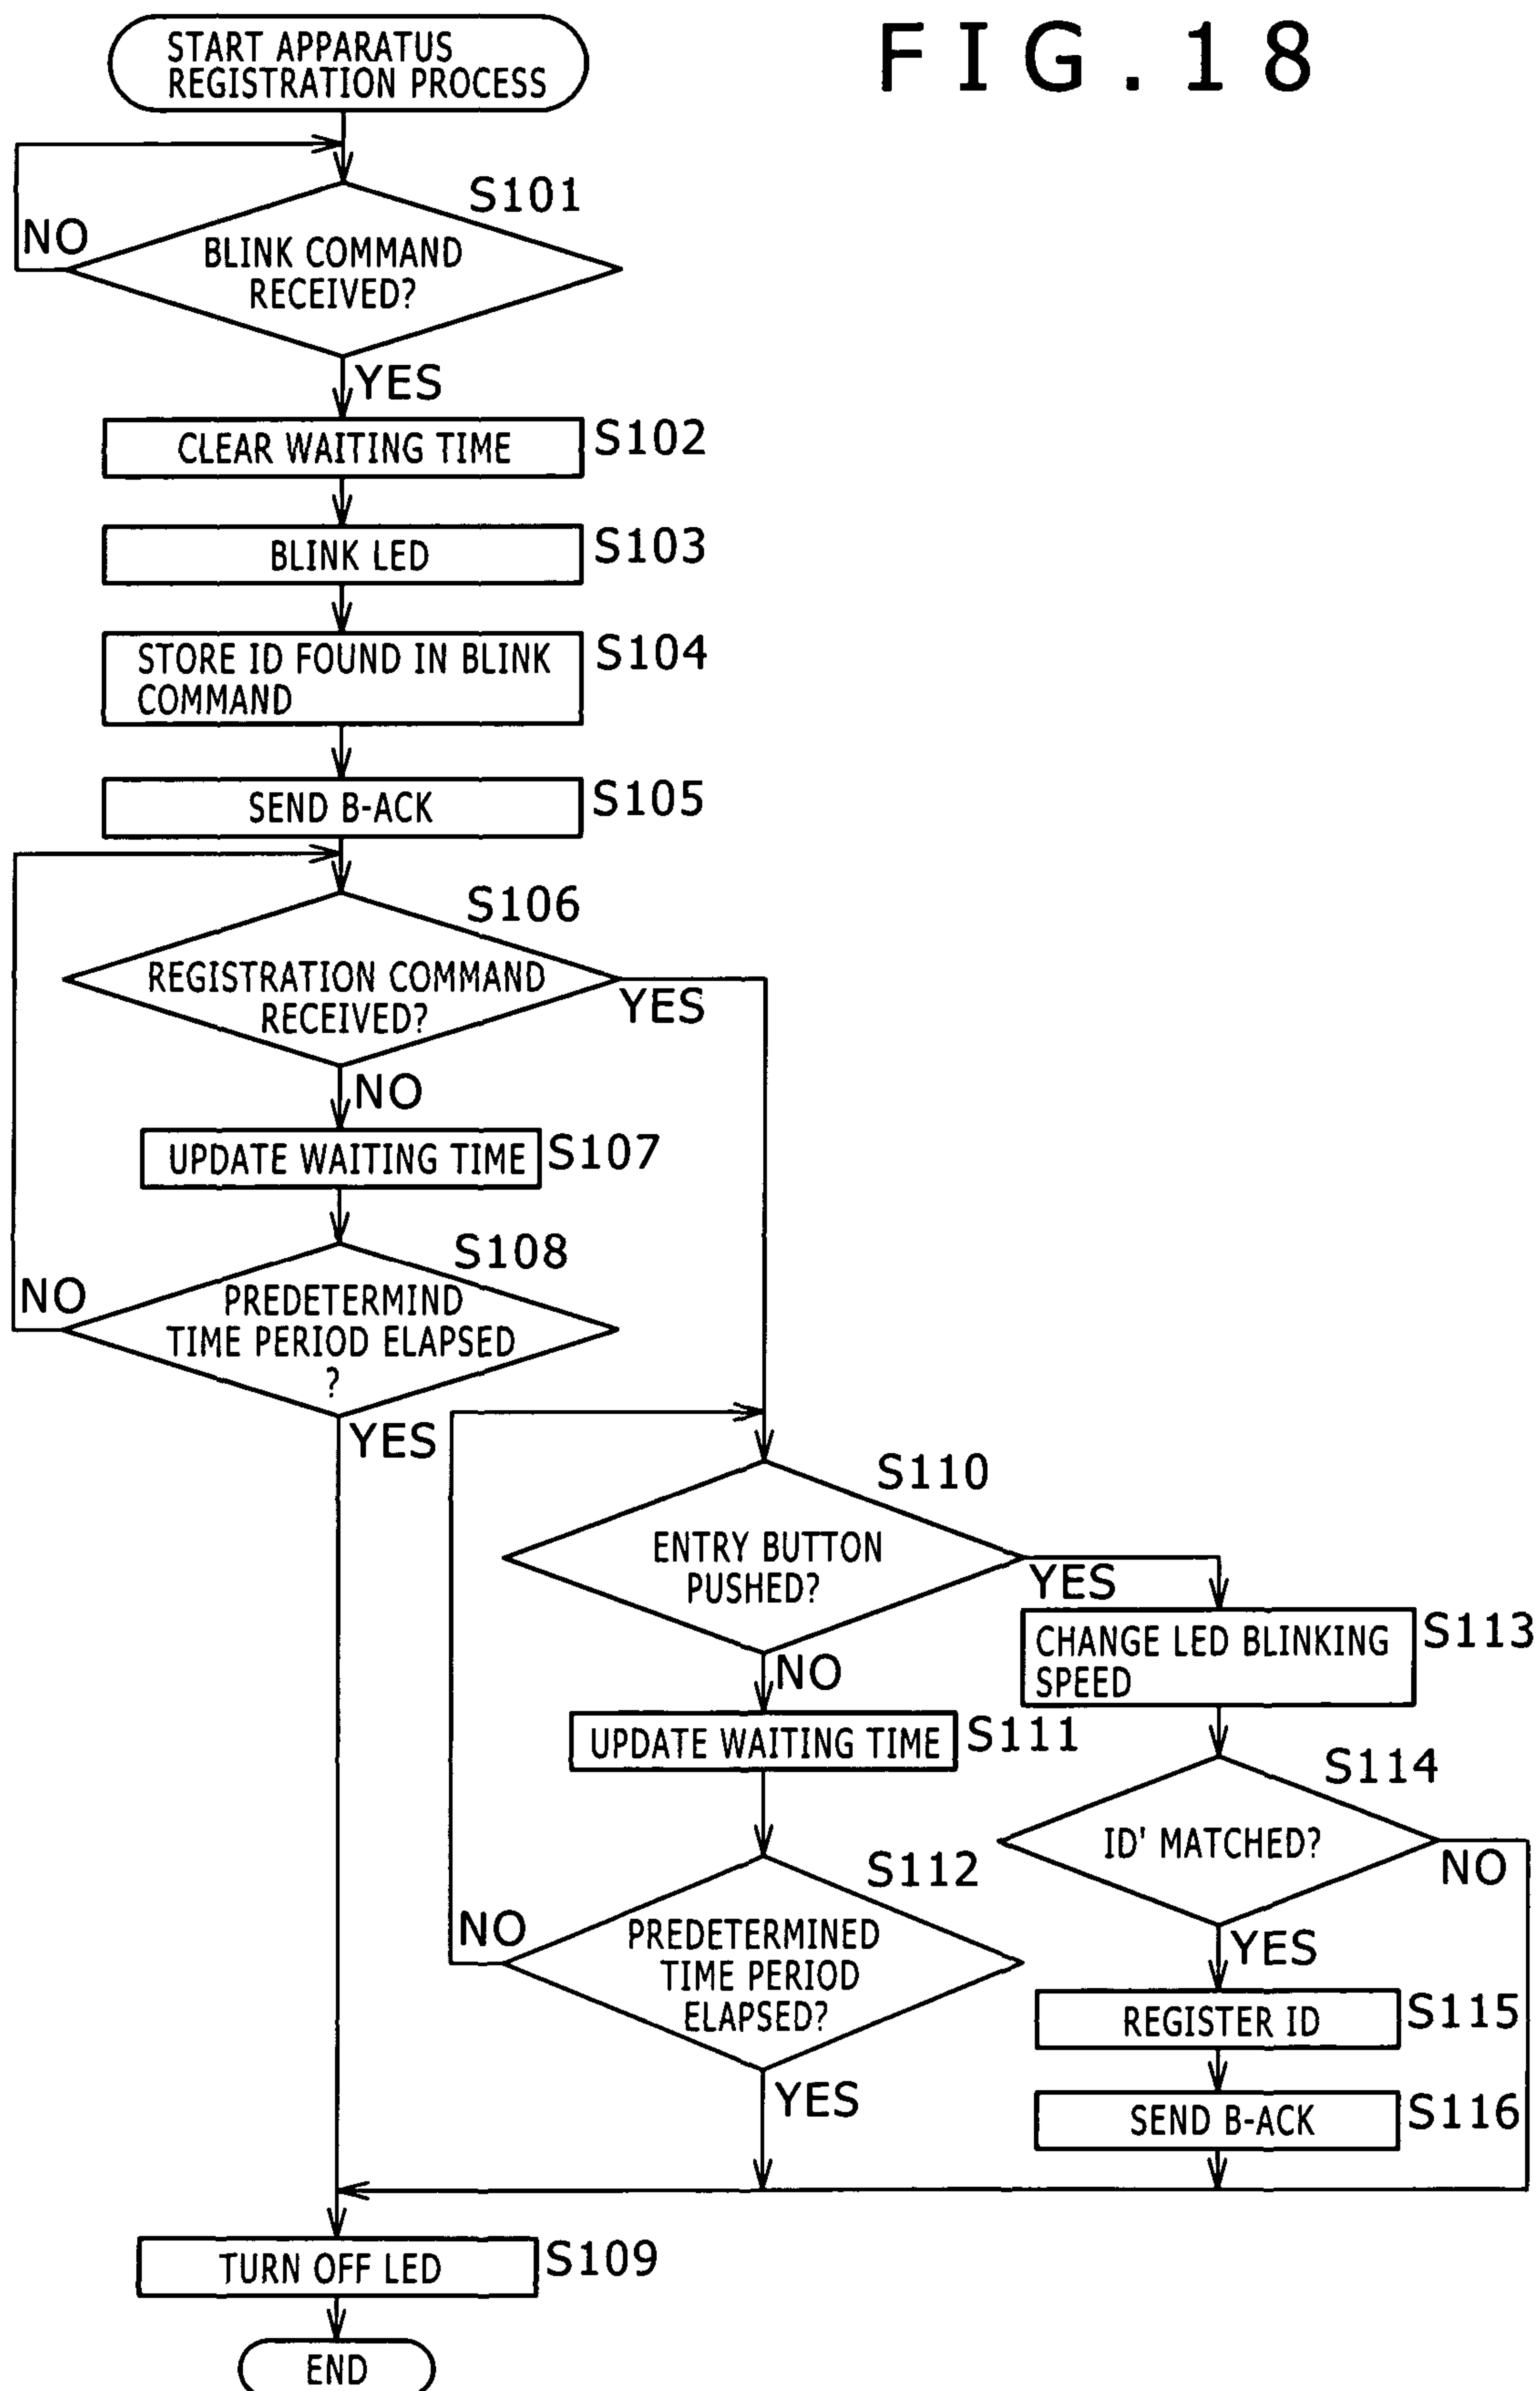 FIG.18
START APPARATUS
REGISTRATION PROCESS
S101
NO
BLINK COMMAND
RECEIVED?
YES
CLEAR WAITING TIME
S102
BLINK LED
S103
STORE ID FOUND IN BLINK
COMMAND
S104
SEND B-ACK
S105
S106
REGISTRATION COMMAND
RECEIVED?
YES
NO
UPDATE WAITING TIME
S107
S108
NO
PREDETERMIND
TIME PERIOD ELAPSED
?
YES
S110
ENTRY BUTTON
PUSHED?
YES
NO
CHANGE LED BLINKING
SPEED
S113
UPDATE WAITING TIME
S111
S114
ID' MATCHED?
NO
YES
S112
NO
PREDETERMINED
TIME PERIOD
ELAPSED?
YES
REGISTER ID
S115
SEND B-ACK
S116
TURN OFF LED
S109
END